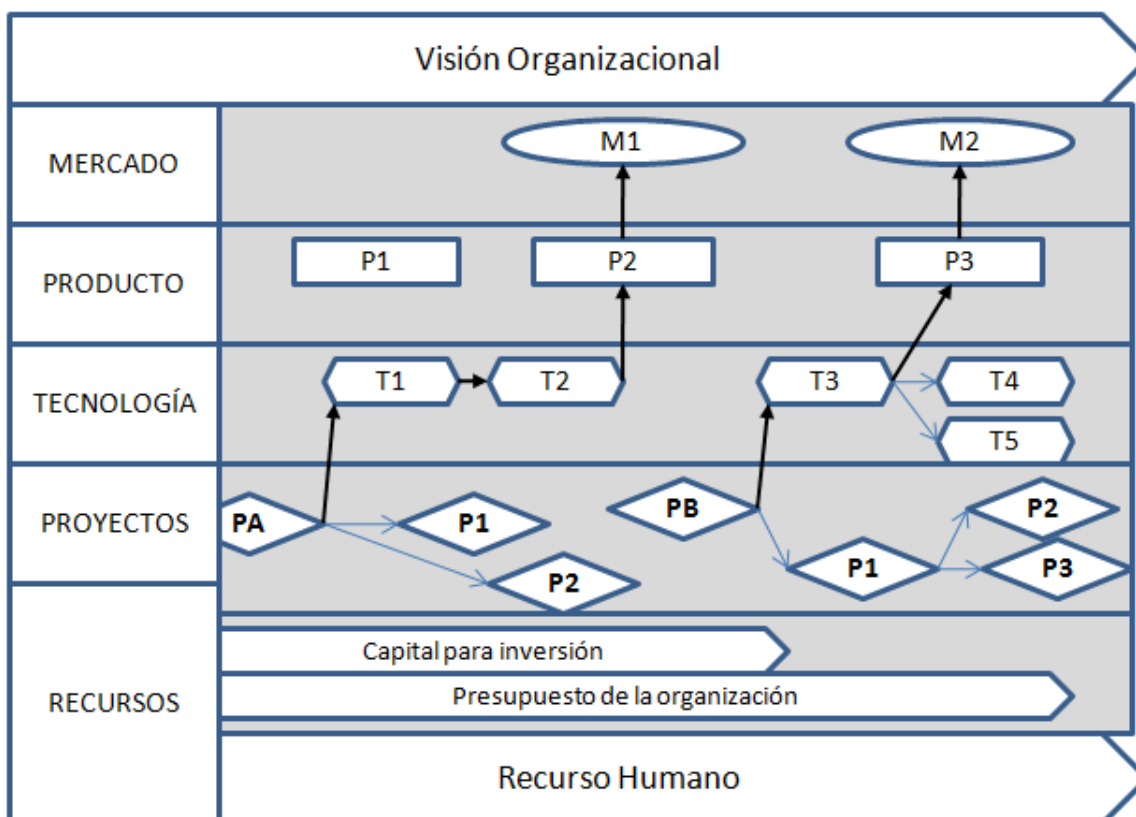 Visión Organizacional
MERCADO
M1
M2
PRODUCTO
P1
P2
P3
TECNOLOGÍA
T1
T2
T3
T4
T5
PROYECTOS
PA
P1
P2
PB
P1
P2
P3
RECURSOS
Capital para inversión
Presupuesto de la organización
Recurso Humano